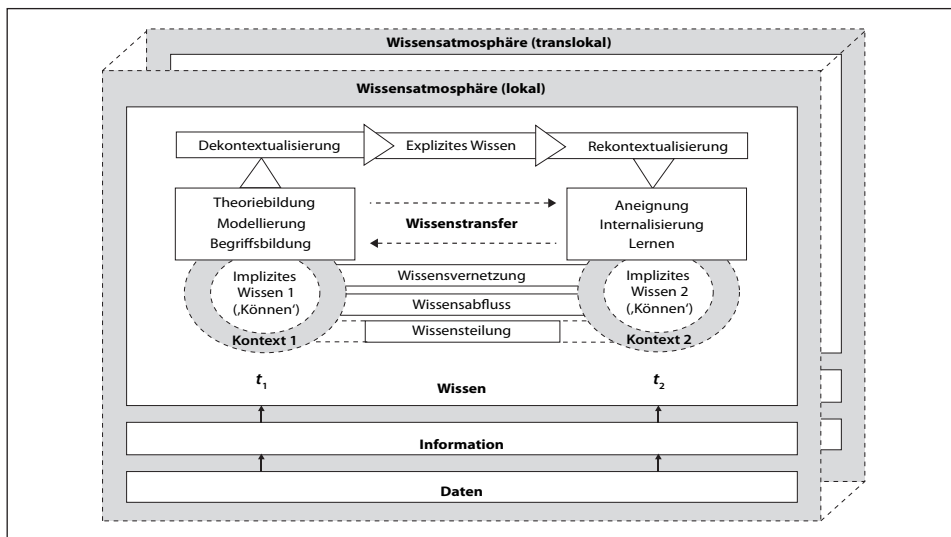 Wissensatmosphäre (translokal)
Wissensatmosphäre (lokal)
Dekontextualisierung
Explizites Wissen
Rekontextualisierung
Theoriebildung
Modellierung
Begriffsbildung
Wissenstransfer
Aneignung
Internalisierung
Lernen
Implizites
Wissen 1
(‚Können‘)
Kontext 1
Wissensvernetzung
Wissensabfluss
Wissensteilung
Implizites
Wissen 2
(‚Können‘)
Kontext 2
t₁
t₂
Wissen
Information
Daten